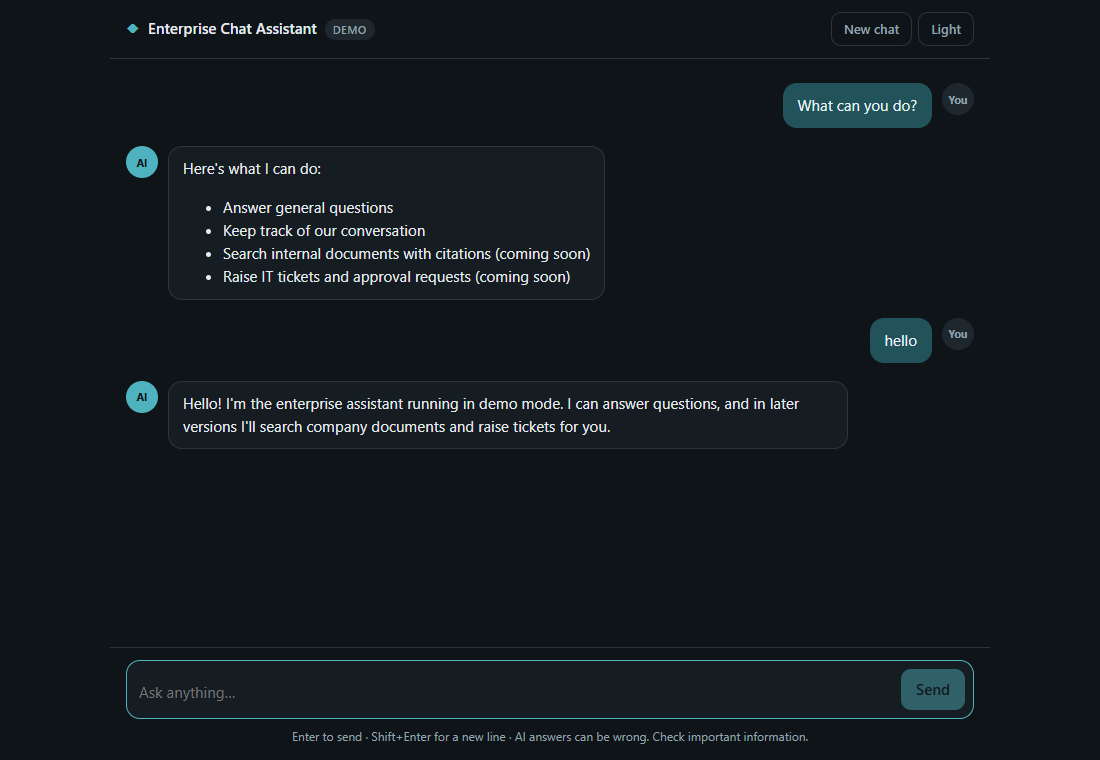 Enterprise Chat Assistant DEMO New chat Light
What can you do? You
AI
Here's what I can do:
Answer general questions
Keep track of our conversation
Search internal documents with citations (coming soon)
Raise IT tickets and approval requests (coming soon)
hello You
AI
Hello! I'm the enterprise assistant running in demo mode. I can answer questions, and in later
versions I'll search company documents and raise tickets for you.
Ask anything... Send
Enter to send · Shift+Enter for a new line · AI answers can be wrong. Check important information.